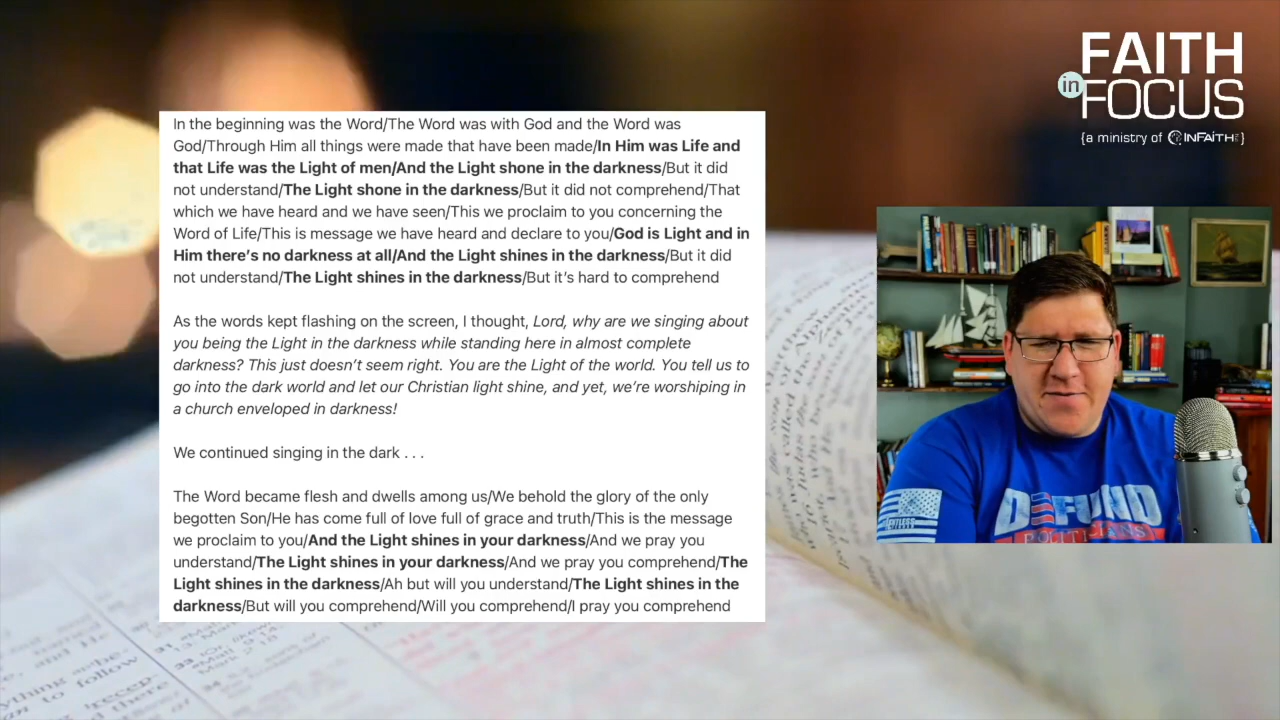 FAITH
in
FOCUS
{a ministry of INFAITH}
In the beginning was the Word/The Word was with God and the Word was
God/Through Him all things were made that have been made/In Him was Life and
that Life was the Light of men/And the Light shone in the darkness/But it did
not understand/The Light shone in the darkness/But it did not comprehend/That
which we have heard and we have seen/This we proclaim to you concerning the
Word of Life/This is message we have heard and declare to you/God is Light and in
Him there's no darkness at all/And the Light shines in the darkness/But it did
not understand/The Light shines in the darkness/But it's hard to comprehend
As the words kept flashing on the screen, I thought, Lord, why are we singing about
you being the Light in the darkness while standing here in almost complete
darkness? This just doesn't seem right. You are the Light of the world. You tell us to
go into the dark world and let our Christian light shine, and yet, we're worshiping in
a church enveloped in darkness!
We continued singing in the dark . . .
The Word became flesh and dwells among us/We behold the glory of the only
begotten Son/He has come full of love full of grace and truth/This is the message
we proclaim to you/And the Light shines in your darkness/And we pray you
understand/The Light shines in your darkness/And we pray you comprehend/The
Light shines in the darkness/Ah but will you understand/The Light shines in the
darkness/But will you comprehend/Will you comprehend/I pray you comprehend
DEFUND
POLITICIANS